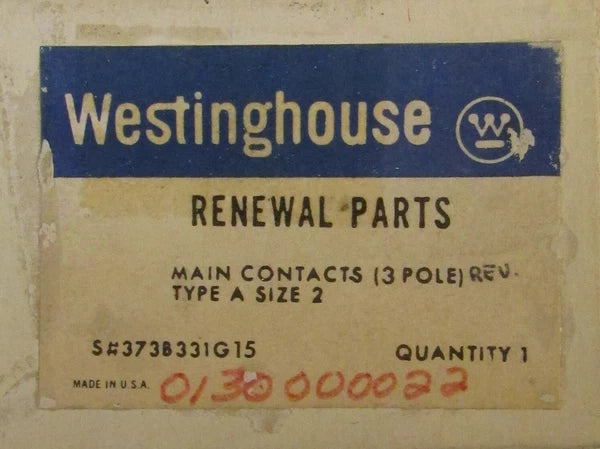 Westinghouse W
RENEWAL PARTS
MAIN CONTACTS (3 POLE) REV.
TYPE A SIZE 2
S#373B331G15 QUANTITY 1
MADE IN U.S.A. 0130000022